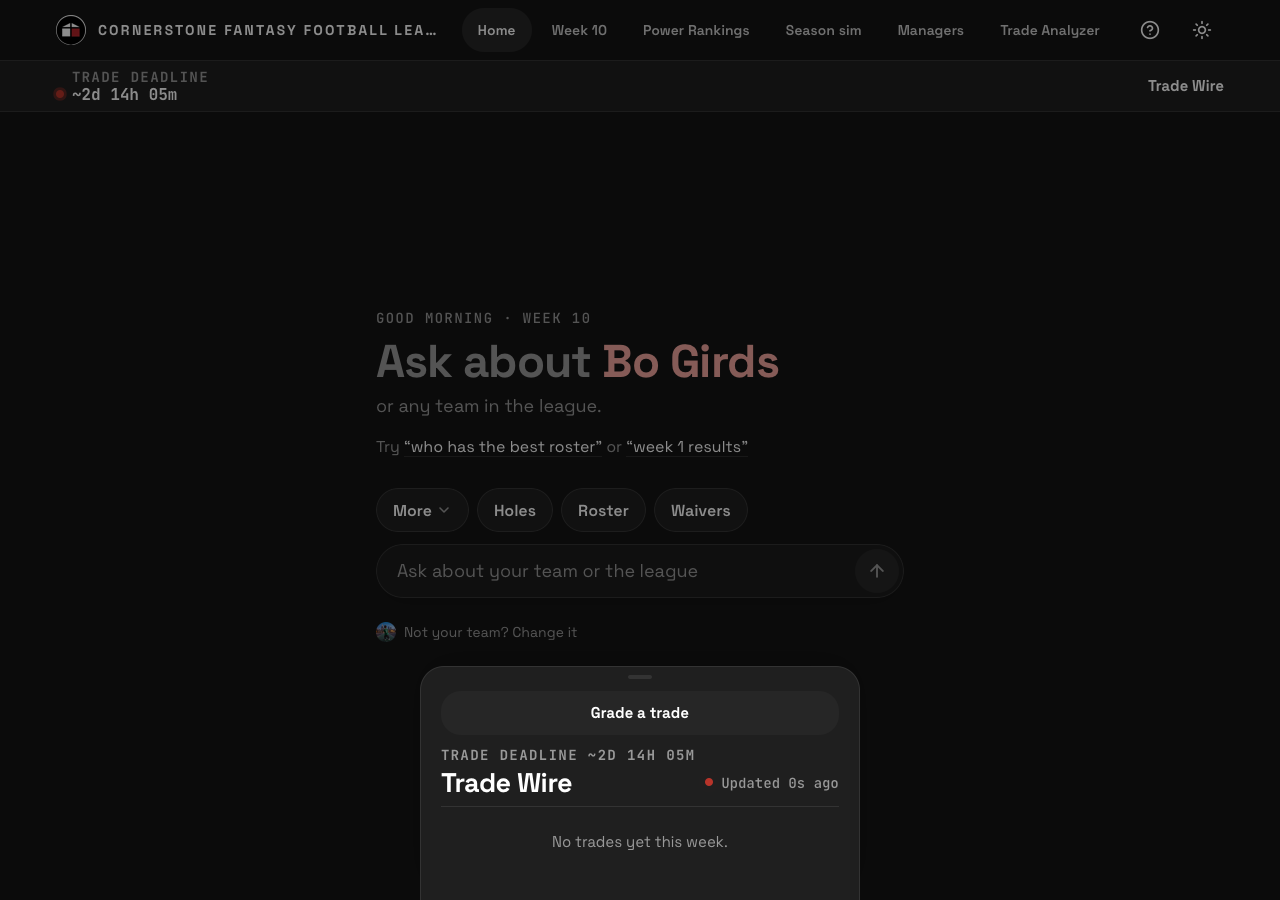 CORNERSTONE FANTASY FOOTBALL LEA…
Home
Week 10
Power Rankings
Season sim
Managers
Trade Analyzer
TRADE DEADLINE
~2d 14h 05m
Trade Wire
GOOD MORNING · WEEK 10
Ask about Bo Girds
or any team in the league.
Try “who has the best roster” or “week 1 results”
More
Holes
Roster
Waivers
Ask about your team or the league
Not your team? Change it
Grade a trade
TRADE DEADLINE ~2D 14H 05M
Trade Wire
Updated 0s ago
No trades yet this week.